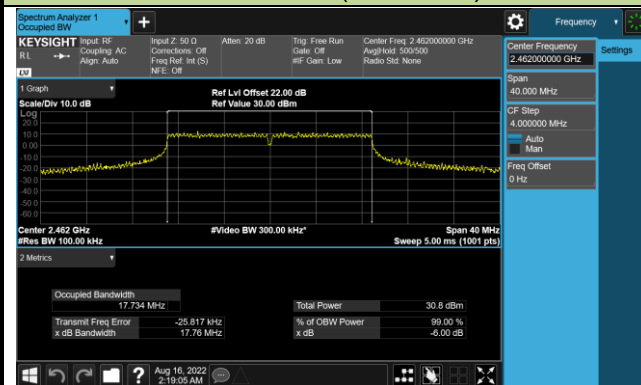 Spectrum Analyzer 1
Occupied BW
Frequency
KEYSIGHT
Input: RF
Coupling: AC
Align: Auto
Input Z: 50 Ω
Corrections: Off
Freq Ref: Int (S)
NFE: Off
Atten: 20 dB
Trig: Free Run
Gate: Off
#IF Gain: Low
Center Freq: 2.462000000 GHz
Avg|Hold: 500/500
Radio Std: None
RL
LXI
Center Frequency
2.462000000 GHz
Settings
Span
40.000 MHz
CF Step
4.000000 MHz
Auto
Man
Freq Offset
0 Hz
1 Graph
Scale/Div 10.0 dB
Ref Lvl Offset 22.00 dB
Ref Value 30.00 dBm
Log
20.0
10.0
0.00
-10.0
-20.0
-30.0
-40.0
-50.0
-60.0
Center 2.462 GHz
#Res BW 100.00 kHz
#Video BW 300.00 kHz*
Span 40 MHz
Sweep 5.00 ms (1001 pts)
2 Metrics
Occupied Bandwidth
17.734 MHz
Total Power 30.8 dBm
Transmit Freq Error -25.817 kHz
% of OBW Power 99.00 %
x dB Bandwidth 17.76 MHz
x dB -6.00 dB
?
Aug 16, 2022
2:19:05 AM